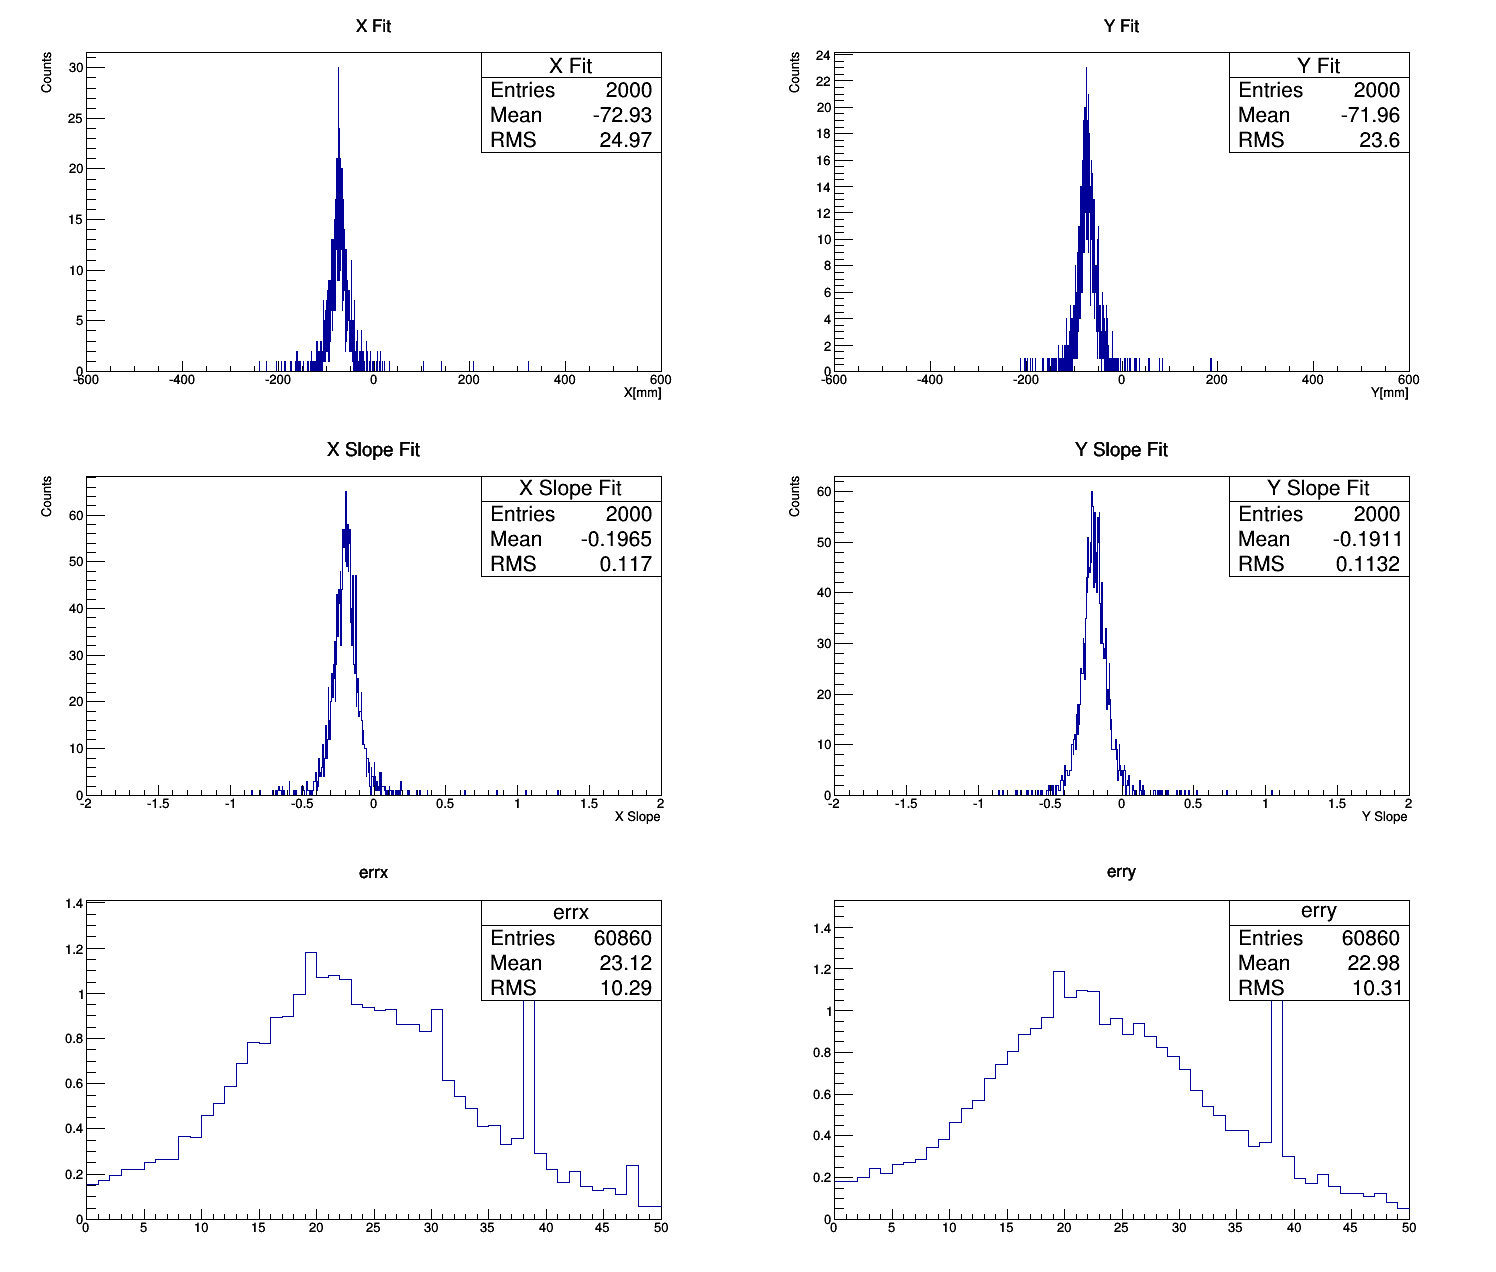 X Fit
Counts
X Fit
Entries 2000
Mean -72.93
RMS 24.97
30
25
20
15
10
5
0
-600 -400 -200 0 200 400 600
X[mm]
Y Fit
Counts
Y Fit
Entries 2000
Mean -71.96
RMS 23.6
24
22
20
18
16
14
12
10
8
6
4
2
0
-600 -400 -200 0 200 400 600
Y[mm]
X Slope Fit
Counts
X Slope Fit
Entries 2000
Mean -0.1965
RMS 0.117
60
50
40
30
20
10
0
-2 -1.5 -1 -0.5 0 0.5 1 1.5 2
X Slope
Y Slope Fit
Counts
Y Slope Fit
Entries 2000
Mean -0.1911
RMS 0.1132
60
50
40
30
20
10
0
-2 -1.5 -1 -0.5 0 0.5 1 1.5 2
Y Slope
errx
errx
Entries 60860
Mean 23.12
RMS 10.29
1.4
1.2
1
0.8
0.6
0.4
0.2
0
0 5 10 15 20 25 30 35 40 45 50
erry
erry
Entries 60860
Mean 22.98
RMS 10.31
1.4
1.2
1
0.8
0.6
0.4
0.2
0
0 5 10 15 20 25 30 35 40 45 50